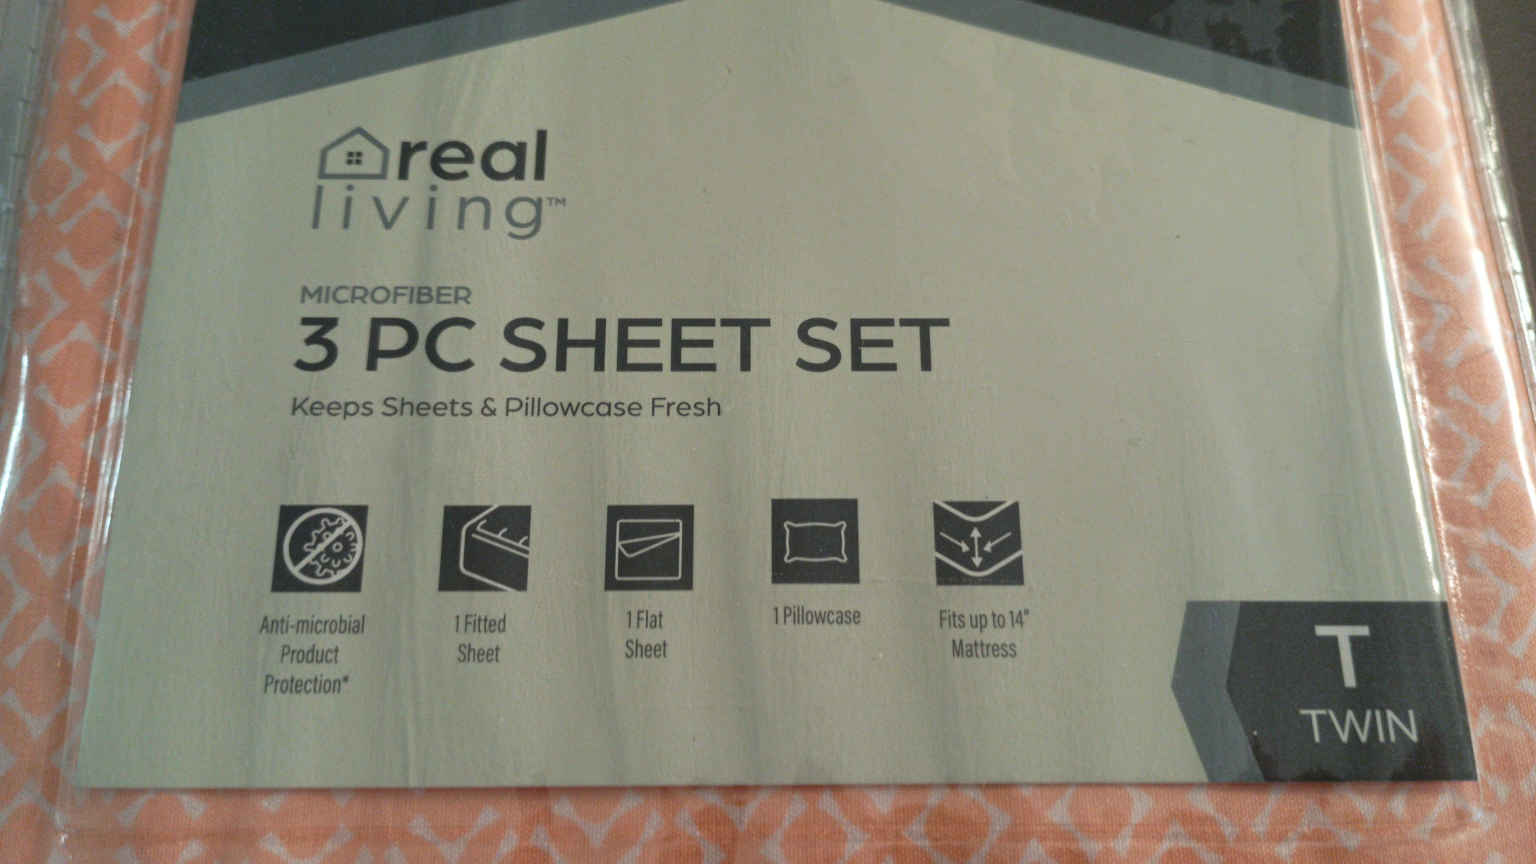 real
living™
MICROFIBER
3 PC SHEET SET
Keeps Sheets & Pillowcase Fresh
Anti-microbial
Product
Protection*
1 Fitted
Sheet
1 Flat
Sheet
1 Pillowcase
Fits up to 14"
Mattress
T
TWIN